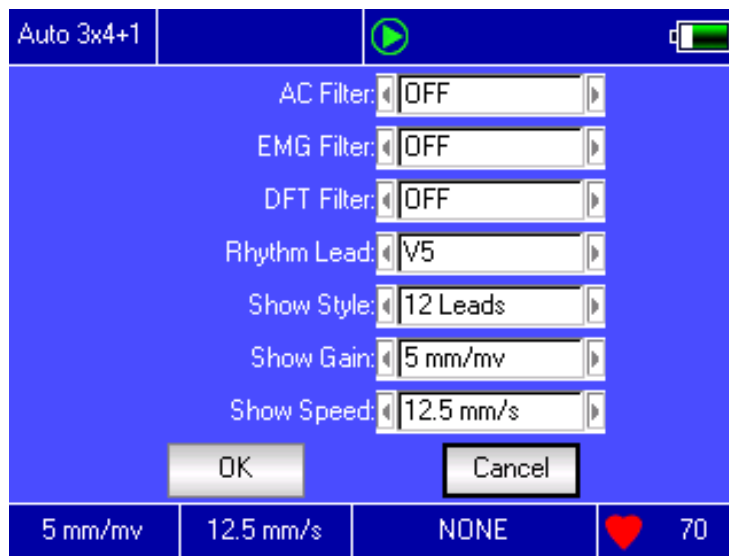 Auto 3x4+1
AC Filter: OFF
EMG Filter: OFF
DFT Filter: OFF
Rhythm Lead: V5
Show Style: 12 Leads
Show Gain: 5 mm/mv
Show Speed: 12.5 mm/s
OK Cancel
5 mm/mv 12.5 mm/s NONE 70